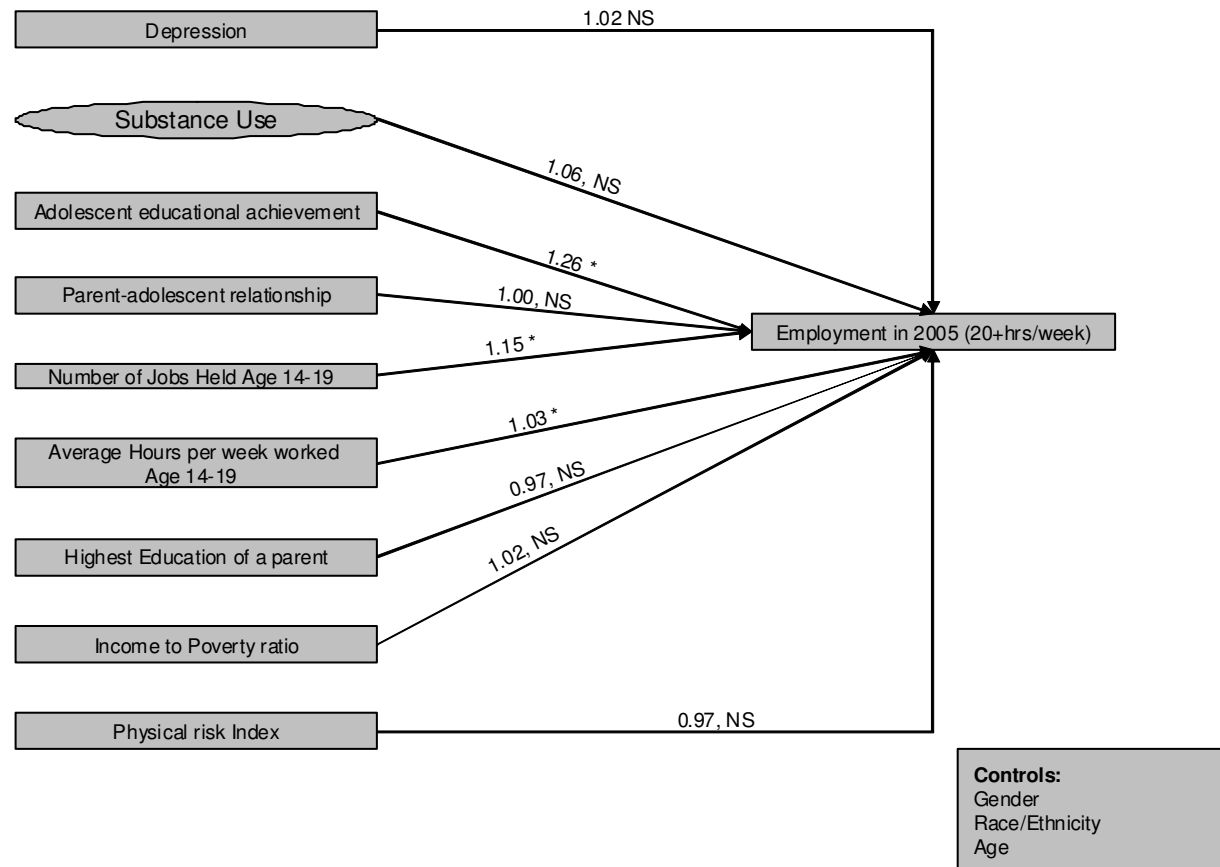 1.02 NS
Depression
Substance Use
1.06, NS
Adolescent educational achievement
1.26 *
Parent-adolescent relationship
1.00, NS
Employment in 2005 (20+hrs/week)
1.15 *
Number of Jobs Held Age 14-19
1.03 *
Average Hours per week worked
Age 14-19
0.97, NS
Highest Education of a parent
1.02, NS
Income to Poverty ratio
Physical risk Index
0.97, NS
Controls:
Gender
Race/Ethnicity
Age